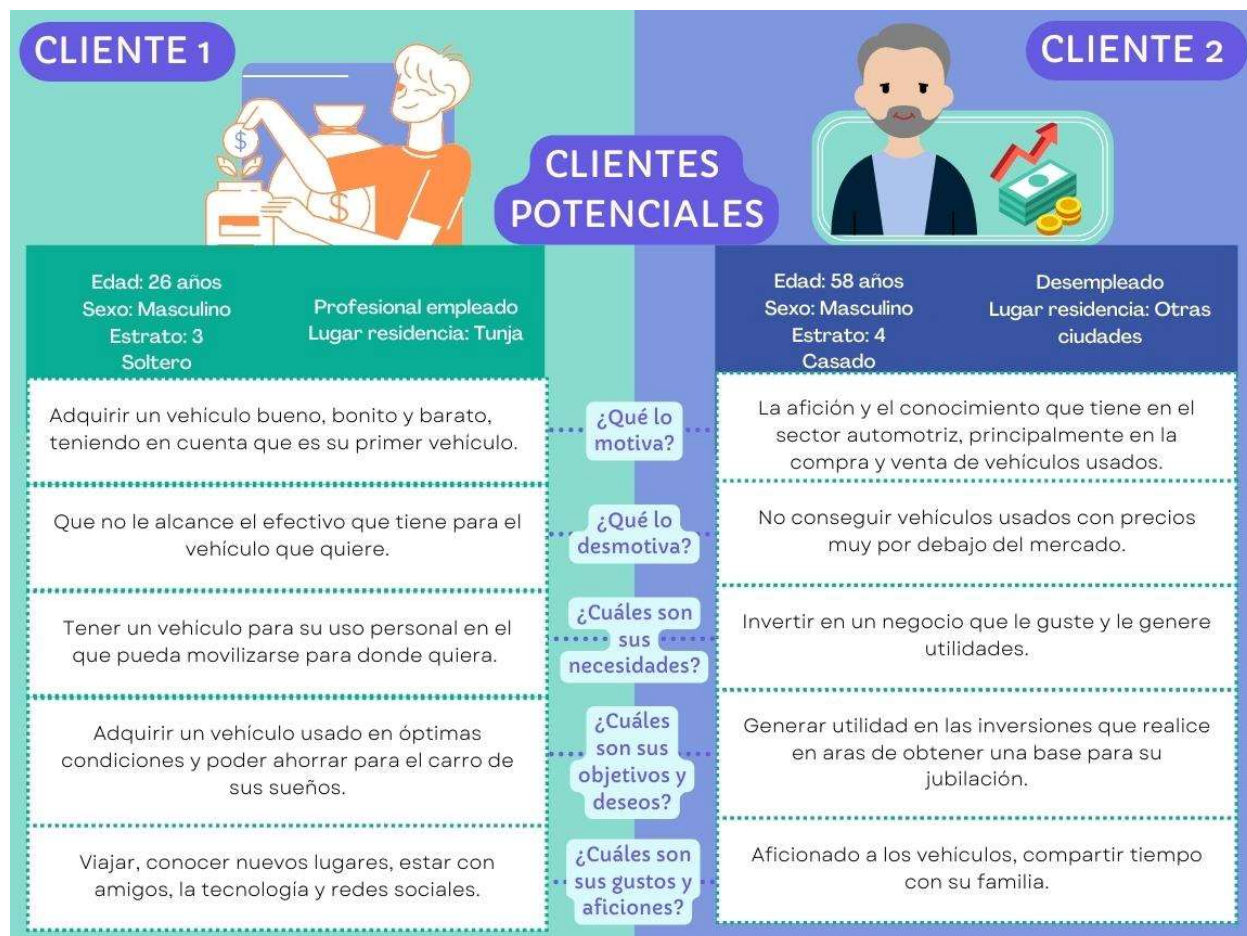 CLIENTE 1
CLIENTE 2
CLIENTES
POTENCIALES
Edad: 26 años
Sexo: Masculino
Estrato: 3
Soltero
Profesional empleado
Lugar residencia: Tunja
Edad: 58 años
Sexo: Masculino
Estrato: 4
Casado
Desempleado
Lugar residencia: Otras
ciudades
Adquirir un vehículo bueno, bonito y barato,
teniendo en cuenta que es su primer vehículo.
¿Qué lo
motiva?
La afición y el conocimiento que tiene en el
sector automotriz, principalmente en la
compra y venta de vehículos usados.
Que no le alcance el efectivo que tiene para el
vehículo que quiere.
¿Qué lo
desmotiva?
No conseguir vehículos usados con precios
muy por debajo del mercado.
Tener un vehículo para su uso personal en el
que pueda movilizarse para donde quiera.
¿Cuáles son
sus
necesidades?
Invertir en un negocio que le guste y le genere
utilidades.
Adquirir un vehículo usado en óptimas
condiciones y poder ahorrar para el carro de
sus sueños.
¿Cuáles
son sus
objetivos y
deseos?
Generar utilidad en las inversiones que realice
en aras de obtener una base para su
jubilación.
Viajar, conocer nuevos lugares, estar con
amigos, la tecnología y redes sociales.
¿Cuáles son
sus gustos y
aficiones?
Aficionado a los vehículos, compartir tiempo
con su familia.